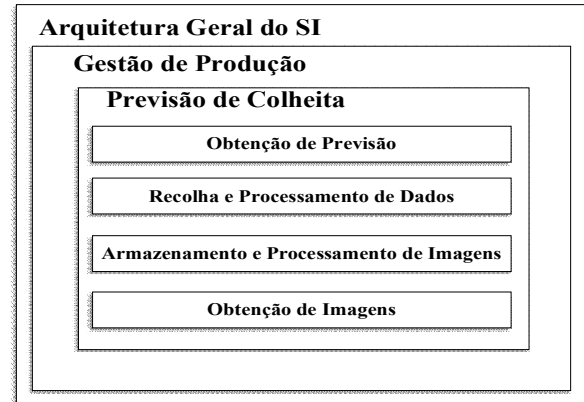 Arquitetura Geral do SI
Gestão de Produção
Previsão de Colheita
Obtenção de Previsão
Recolha e Processamento de Dados
Armazenamento e Processamento de Imagens
Obtenção de Imagens